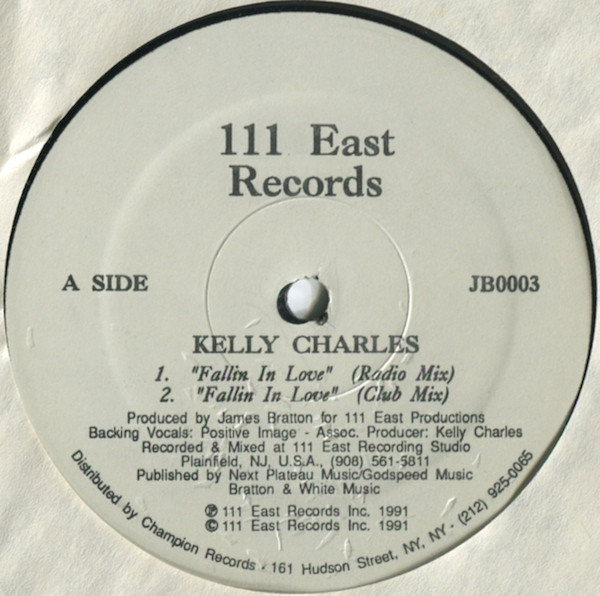 111 East
Records
A SIDE
JB0003
KELLY CHARLES
1. "Fallin In Love" (Radio Mix)
2. "Fallin In Love" (Club Mix)
Produced by James Bratton for 111 East Productions
Backing Vocals: Positive Image - Assoc. Producer: Kelly Charles
Recorded & Mixed at 111 East Recording Studio
Plainfield, NJ, U.S.A., (908) 561-5811
Published by Next Plateau Music/Godspeed Music
Bratton & White Music
℗ 111 East Records Inc. 1991
© 111 East Records Inc. 1991
Distributed by Champion Records - 161 Hudson Street, NY, NY - (212) 925-0065